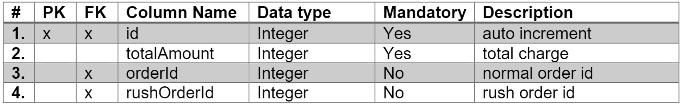 # PK FK Column Name Data type Mandatory Description
1. x x id Integer Yes auto increment
2. totalAmount Integer Yes total charge
3. x orderId Integer No normal order id
4. x rushOrderId Integer No rush order id